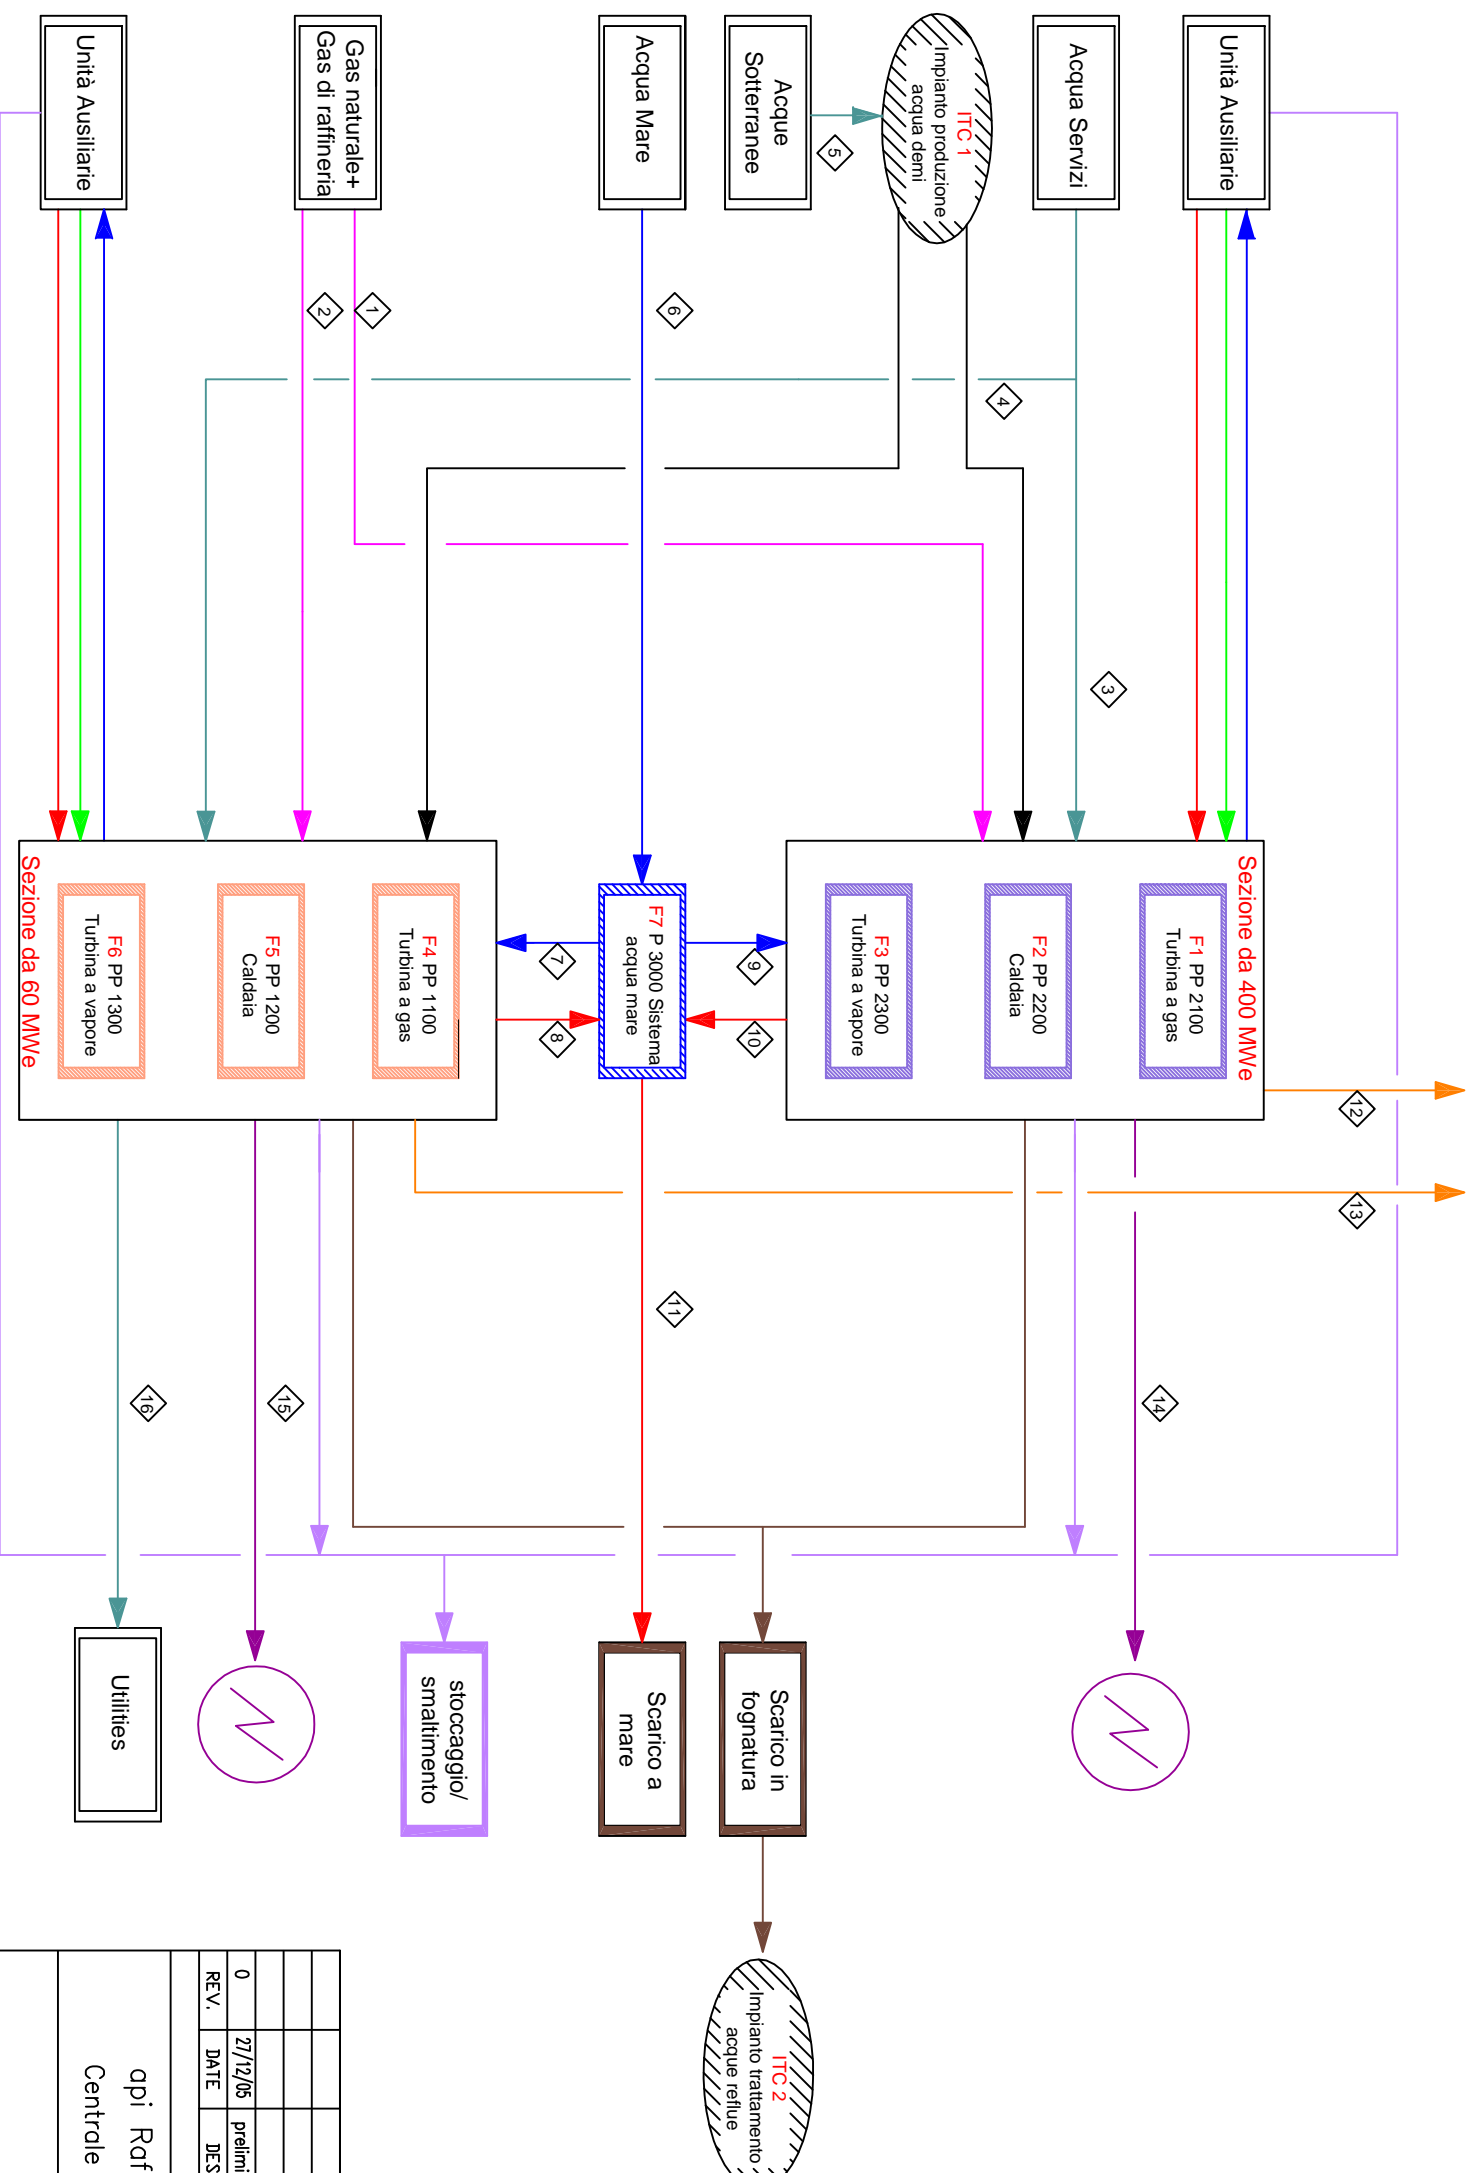 Unità Ausiliarie
Acqua Servizi
ITC 1
Impianto produzione
acqua demi
Acque
Sotterranee
5
Acqua Mare
Gas naturale+
Gas di raffineria
Unità Ausiliarie
6
1
2
4
3
Sezione da 400 MWe
F1 PP 2100
Turbina a gas
F2 PP 2200
Caldaia
F3 PP 2300
Turbina a vapore
9
10
F7 P 3000 Sistema
acqua mare
7
8
F4 PP 1100
Turbina a gas
F5 PP 1200
Caldaia
F6 PP 1300
Turbina a vapore
Sezione da 60 MWe
12
13
11
14
15
16
Scarico in
fognatura
Scarico a
mare
stoccaggio/
smaltimento
Utilities
ITC 2
Impianto trattamento
acque reflue
0 27/12/05 prelimi
REV. DATE DES
api Raf
Centrale